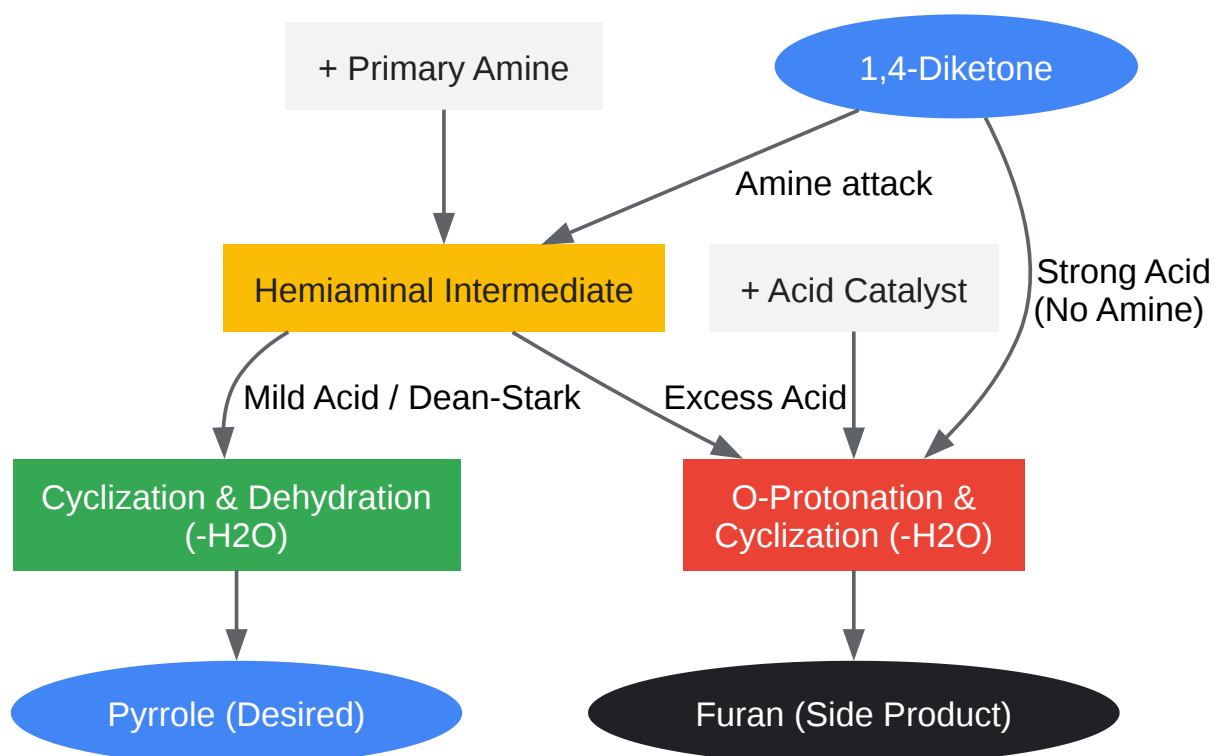 + Primary Amine
1,4-Diketone
Amine attack
Hemiaminal Intermediate
+ Acid Catalyst
Strong Acid
(No Amine)
Mild Acid / Dean-Stark
Excess Acid
Cyclization & Dehydration
(-H2O)
O-Protonation &
Cyclization (-H2O)
Pyrrole (Desired)
Furan (Side Product)